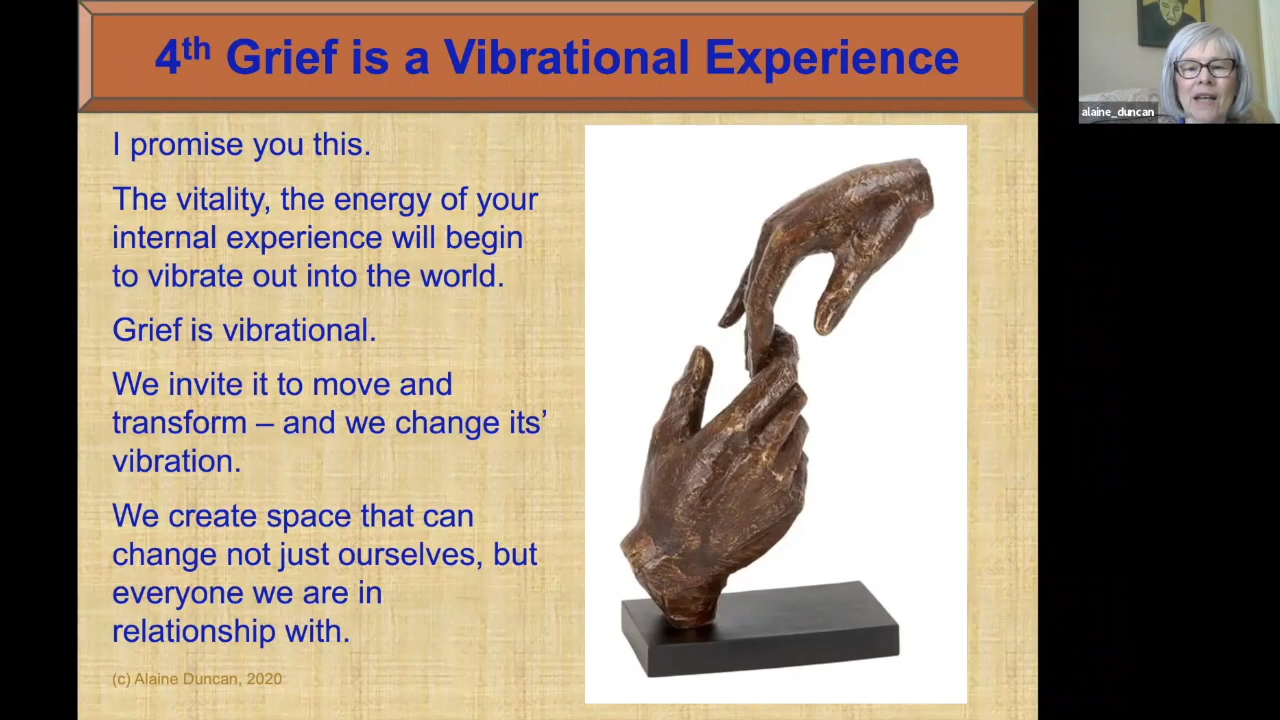 4th Grief is a Vibrational Experience
alaine_duncan
I promise you this.
The vitality, the energy of your
internal experience will begin
to vibrate out into the world.
Grief is vibrational.
We invite it to move and
transform – and we change its’
vibration.
We create space that can
change not just ourselves, but
everyone we are in
relationship with.
(c) Alaine Duncan, 2020